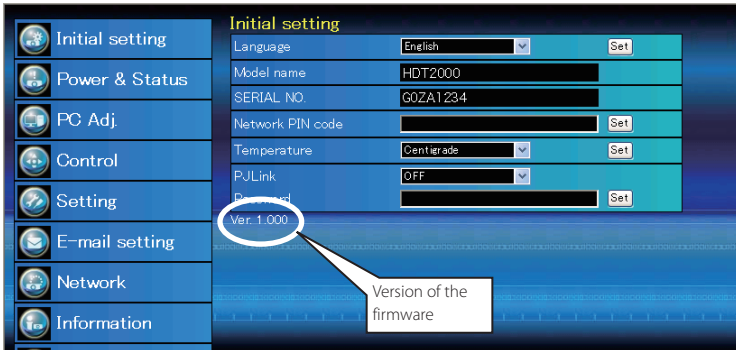 Initial setting
Power & Status
PC Adj.
Control
Setting
E-mail setting
Network
Information
Initial setting
Language English Set
Model name HDT2000
SERIAL NO. G0ZA1234
Network PIN code Set
Temperature Centigrade Set
PJLink OFF
Password Set
Ver. 1.000
Version of the
firmware